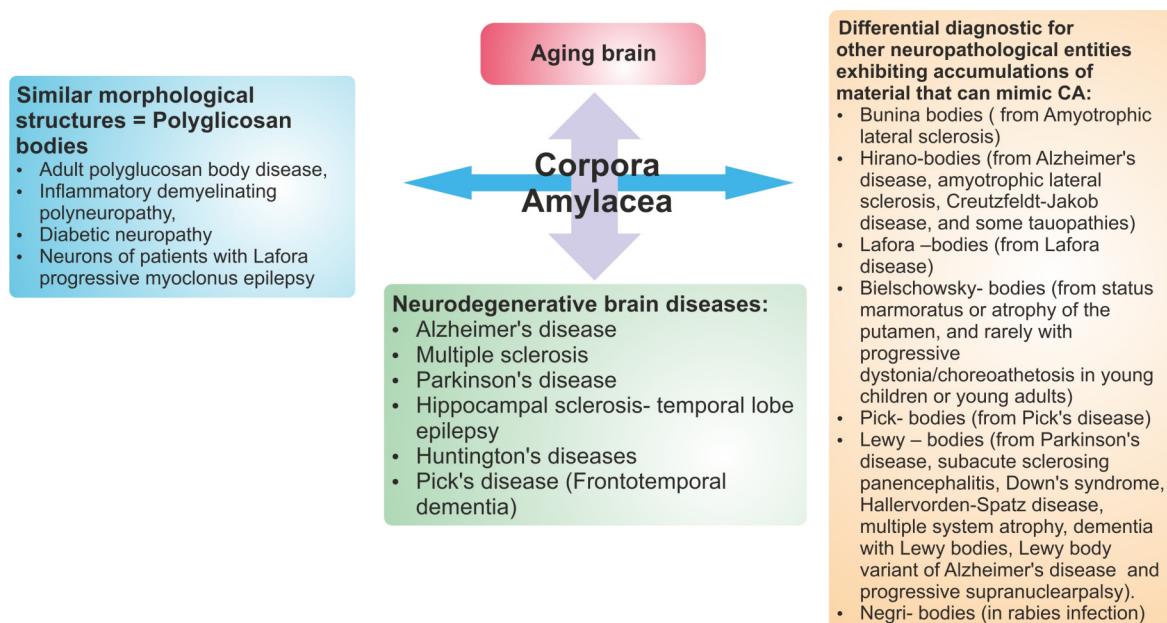 Aging brain
Similar morphological
structures = Polyglicosan
bodies
• Adult polyglucosan body disease,
• Inflammatory demyelinating
polyneuropathy,
• Diabetic neuropathy
• Neurons of patients with Lafora
progressive myoclonus epilepsy
Corpora
Amylacea
Neurodegenerative brain diseases:
• Alzheimer's disease
• Multiple sclerosis
• Parkinson's disease
• Hippocampal sclerosis- temporal lobe
epilepsy
• Huntington's diseases
• Pick's disease (Frontotemporal
dementia)
Differential diagnostic for
other neuropathological entities
exhibiting accumulations of
material that can mimic CA:
• Bunina bodies ( from Amyotrophic
lateral sclerosis)
• Hirano-bodies (from Alzheimer's
disease, amyotrophic lateral
sclerosis, Creutzfeldt-Jakob
disease, and some tauopathies)
• Lafora –bodies (from Lafora
disease)
• Bielschowsky- bodies (from status
marmoratus or atrophy of the
putamen, and rarely with
progressive
dystonia/choreoathetosis in young
children or young adults)
• Pick- bodies (from Pick's disease)
• Lewy – bodies (from Parkinson's
disease, subacute sclerosing
panencephalitis, Down's syndrome,
Hallervorden-Spatz disease,
multiple system atrophy, dementia
with Lewy bodies, Lewy body
variant of Alzheimer's disease and
progressive supranuclearpalsy).
• Negri- bodies (in rabies infection)